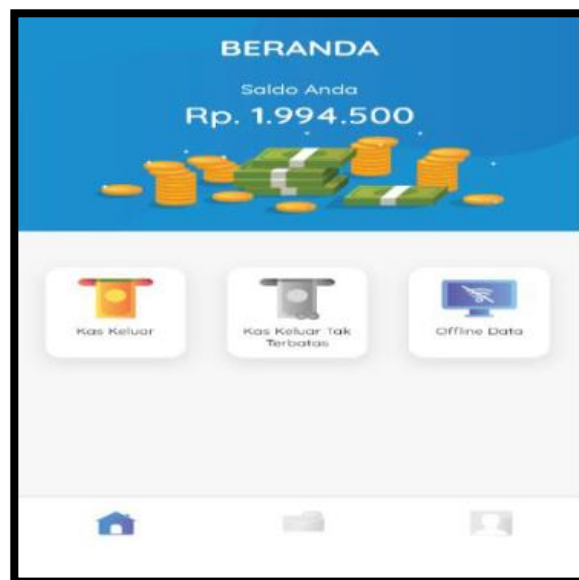 BERANDA
Saldo Anda
Rp. 1.994.500
Kas Keluar
Kas Keluar Tak
Terbatas
Offline Data